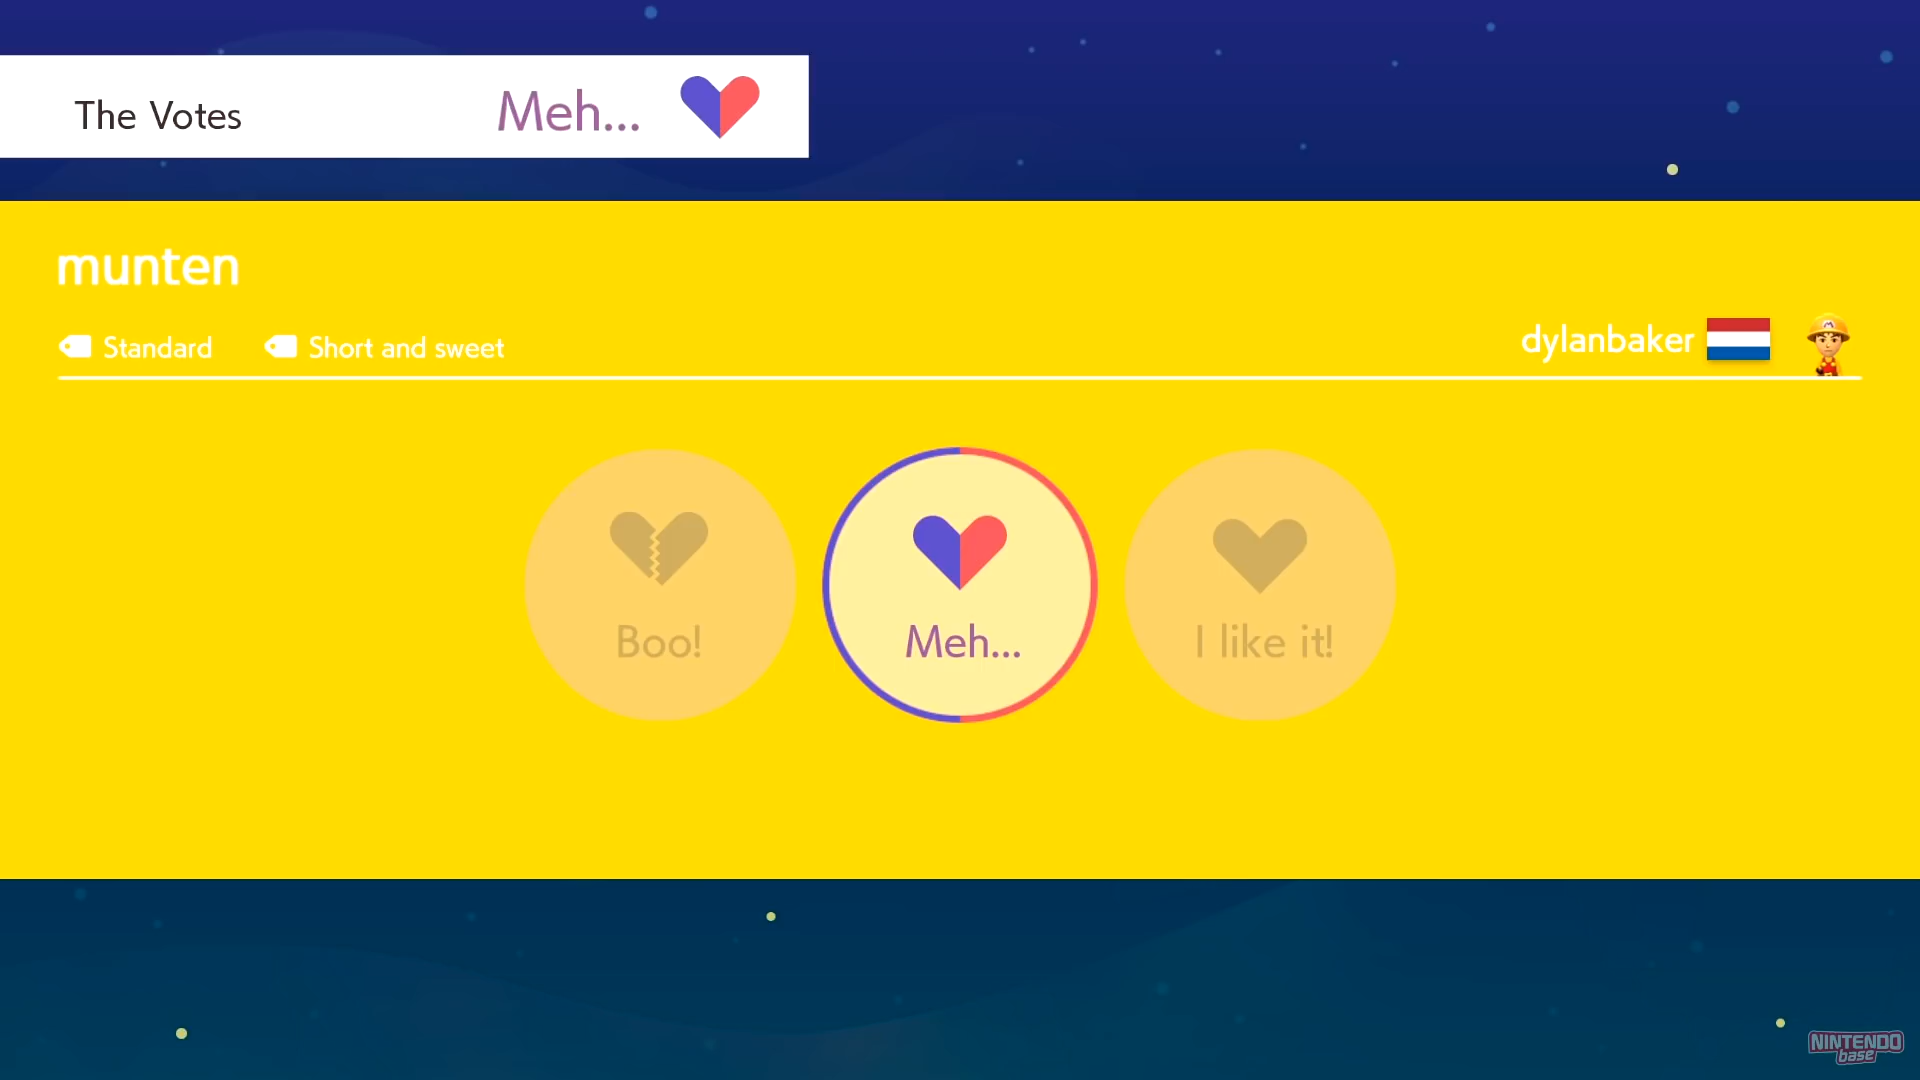 The Votes Meh...
munten
Standard Short and sweet
dylanbaker
M
Boo! Meh... I like it!
NINTENDO
base